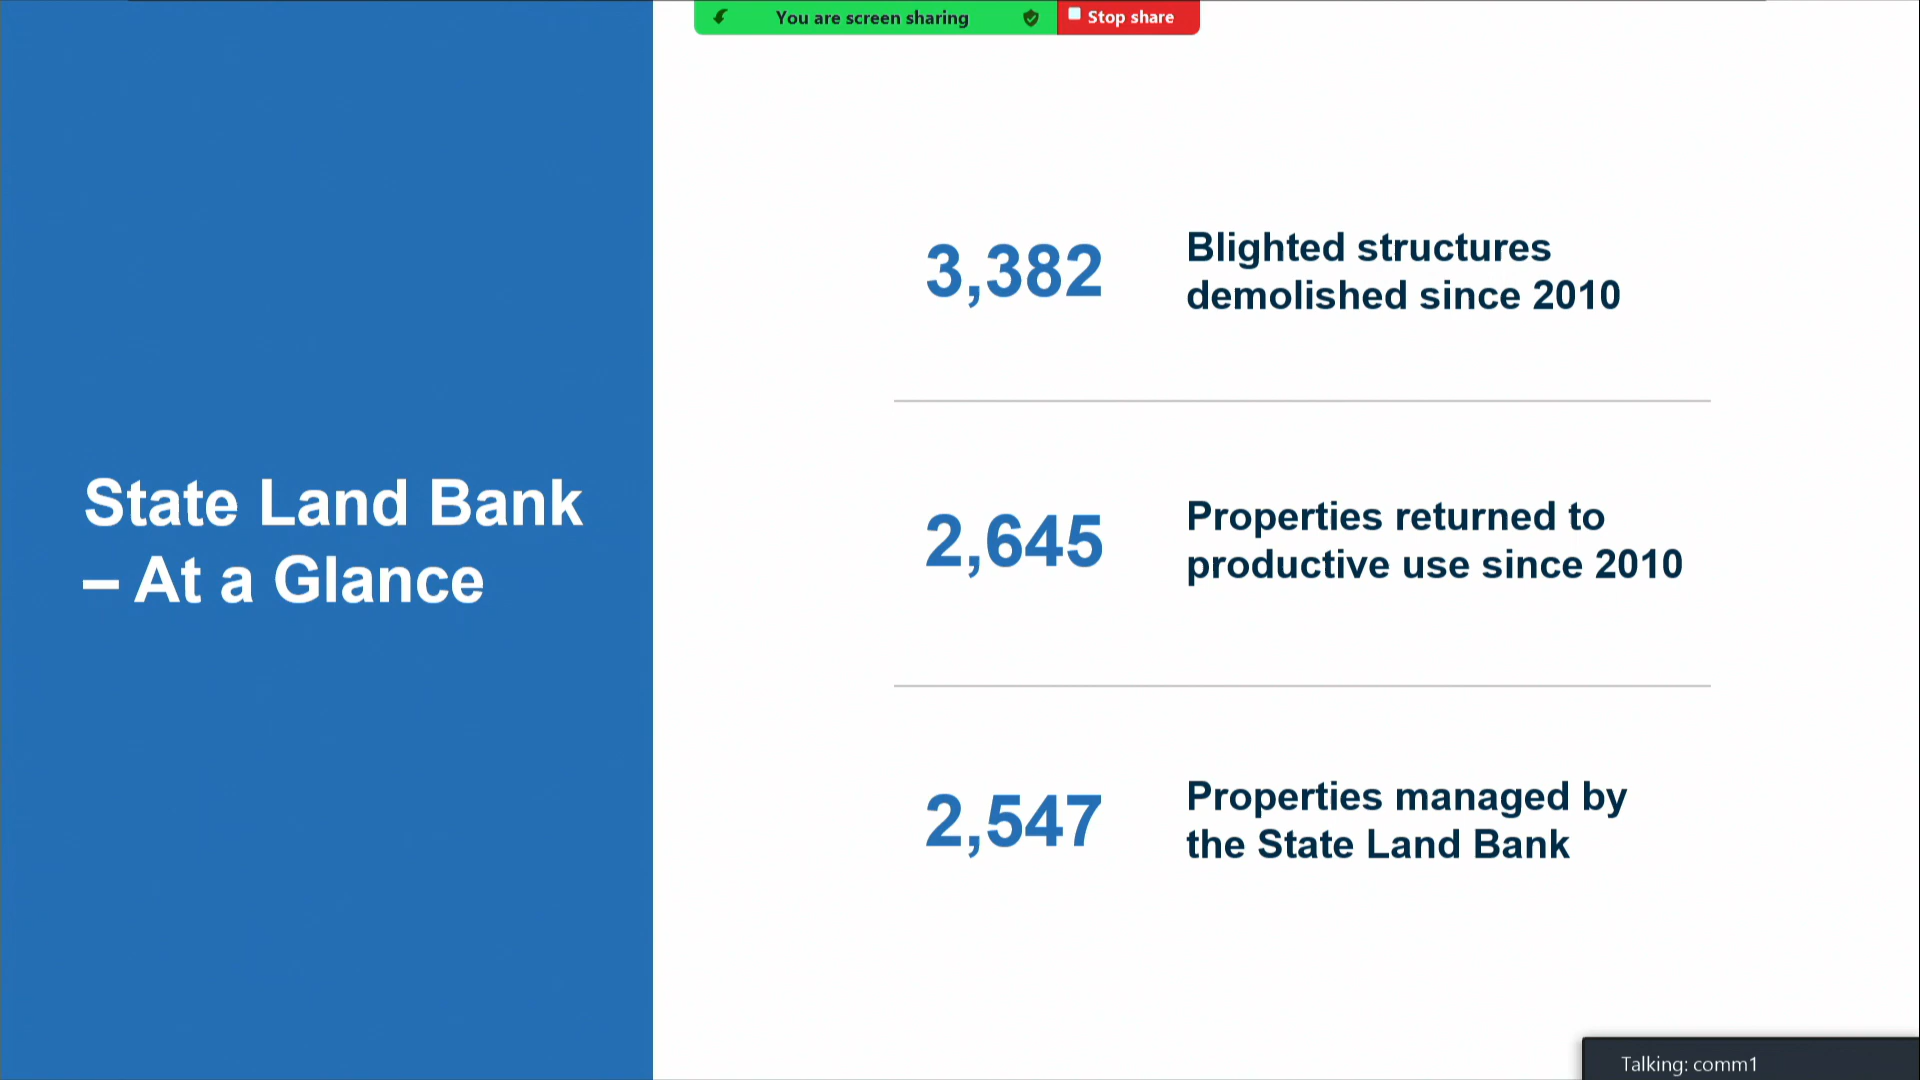 You are screen sharing
Stop share
State Land Bank
– At a Glance
3,382
Blighted structures
demolished since 2010
2,645
Properties returned to
productive use since 2010
2,547
Properties managed by
the State Land Bank
Talking: comm1